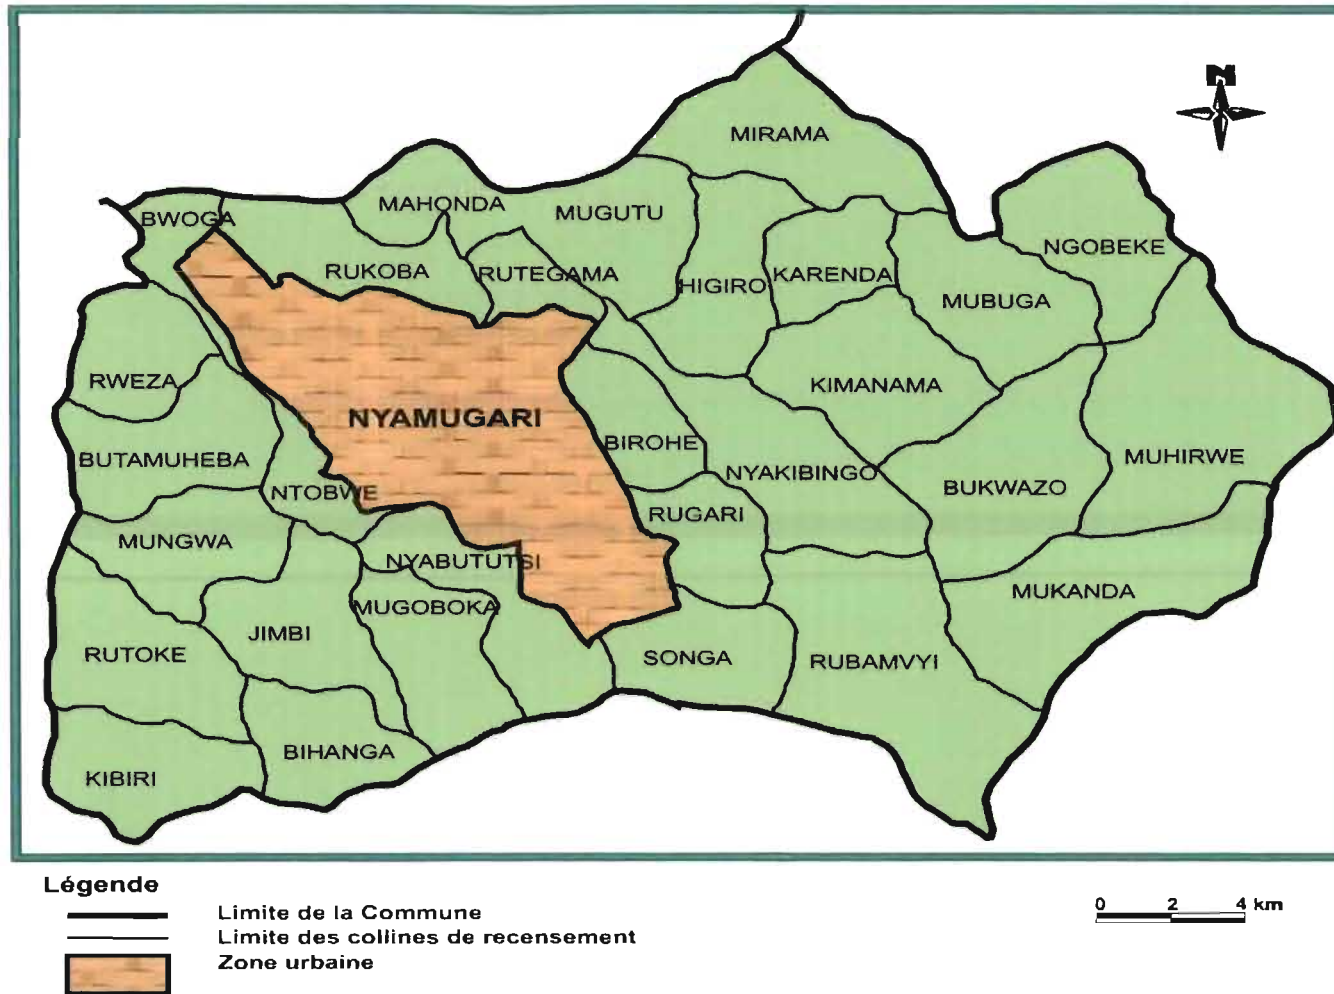 N
MIRAMA
BWOGA
MAHONDA
MUGUTU
NGOBEKE
RUKOBA
RUTEGAMA
HIGIRO
KARENDA
MUBUGA
RWEZA
KIMANAMA
NYAMUGARI
BUTAMUHEBA
BIROHE
NYAKIBINGO
MUHIRWE
NTOBWE
BUKWAZO
RUGARI
MUNGWA
NYABUTUTSI
MUKANDA
MUGOBOKA
JIMBI
RUTOKE
SONGA
RUBAMVYI
BIHANGA
KIBIRI
Légende
Limite de la Commune
Limite des collines de recensement
Zone urbaine
0 2 4 km